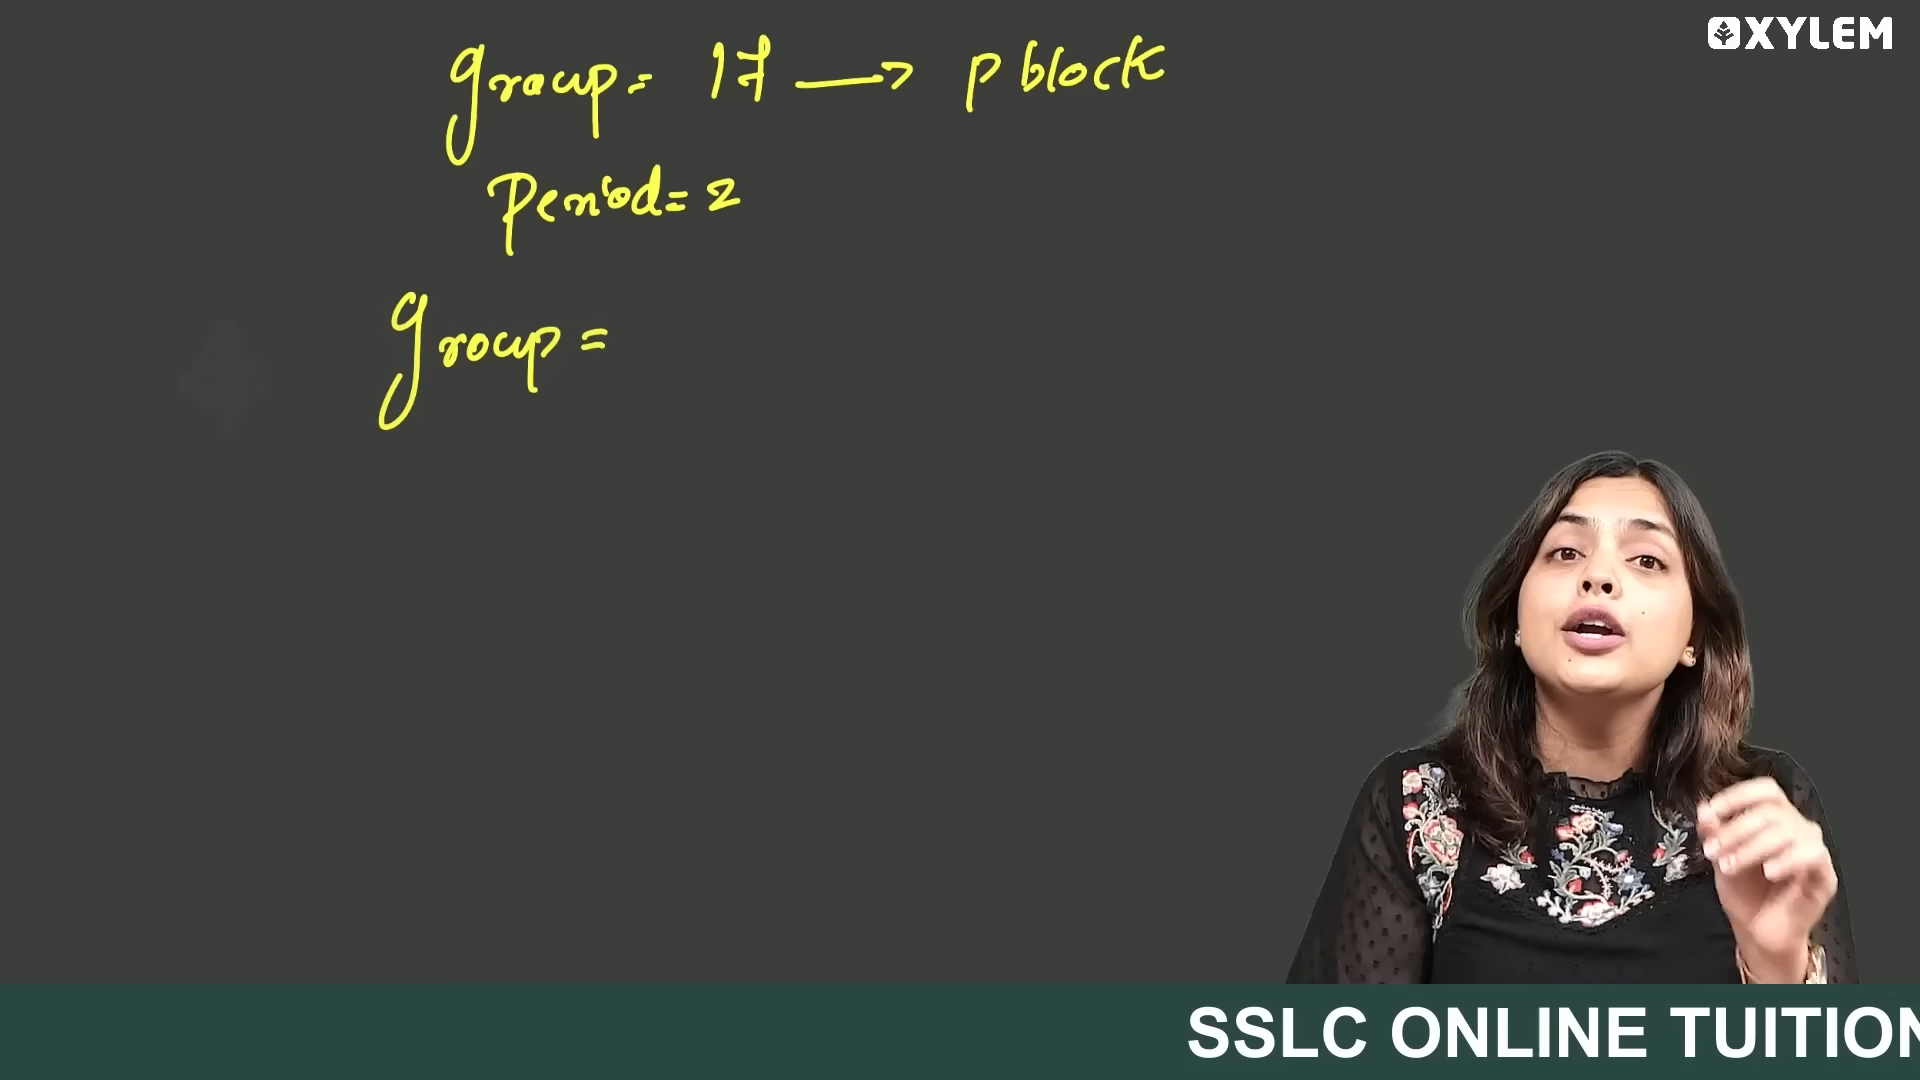 XYLEM
group = 17 → p block
Period = 2
group =
SSLC ONLINE TUITION